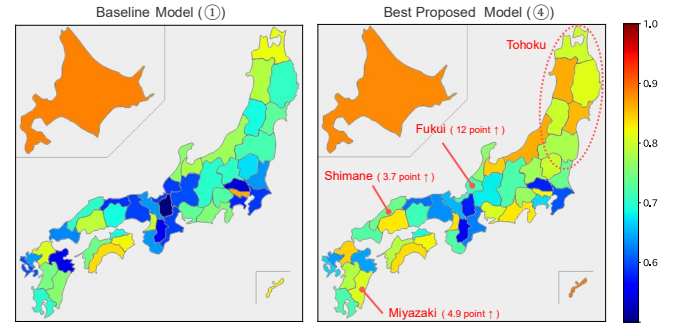 Baseline Model (①)
Best Proposed Model (④)
Tohoku
Fukui ( 12 point ↑ )
Shimane ( 3.7 point ↑ )
Miyazaki ( 4.9 point ↑ )
1.0
0.9
0.8
0.7
0.6